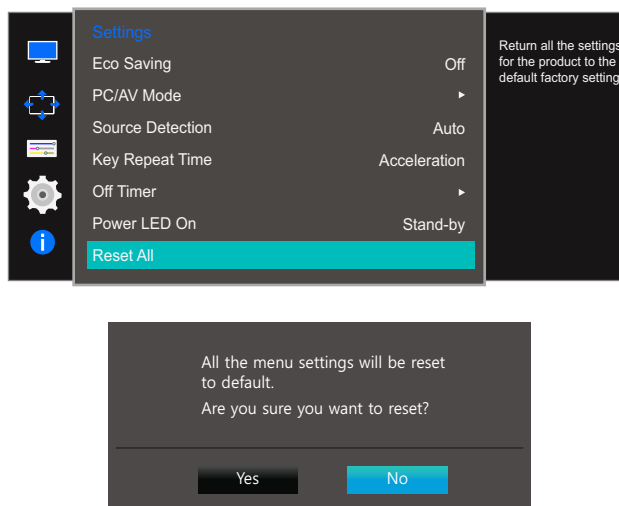 Settings
Eco Saving Off
PC/AV Mode ▸
Source Detection Auto
Key Repeat Time Acceleration
Off Timer ▸
Power LED On Stand-by
Reset All
Return all the settings
for the product to the
default factory setting
All the menu settings will be reset
to default.
Are you sure you want to reset?
Yes No